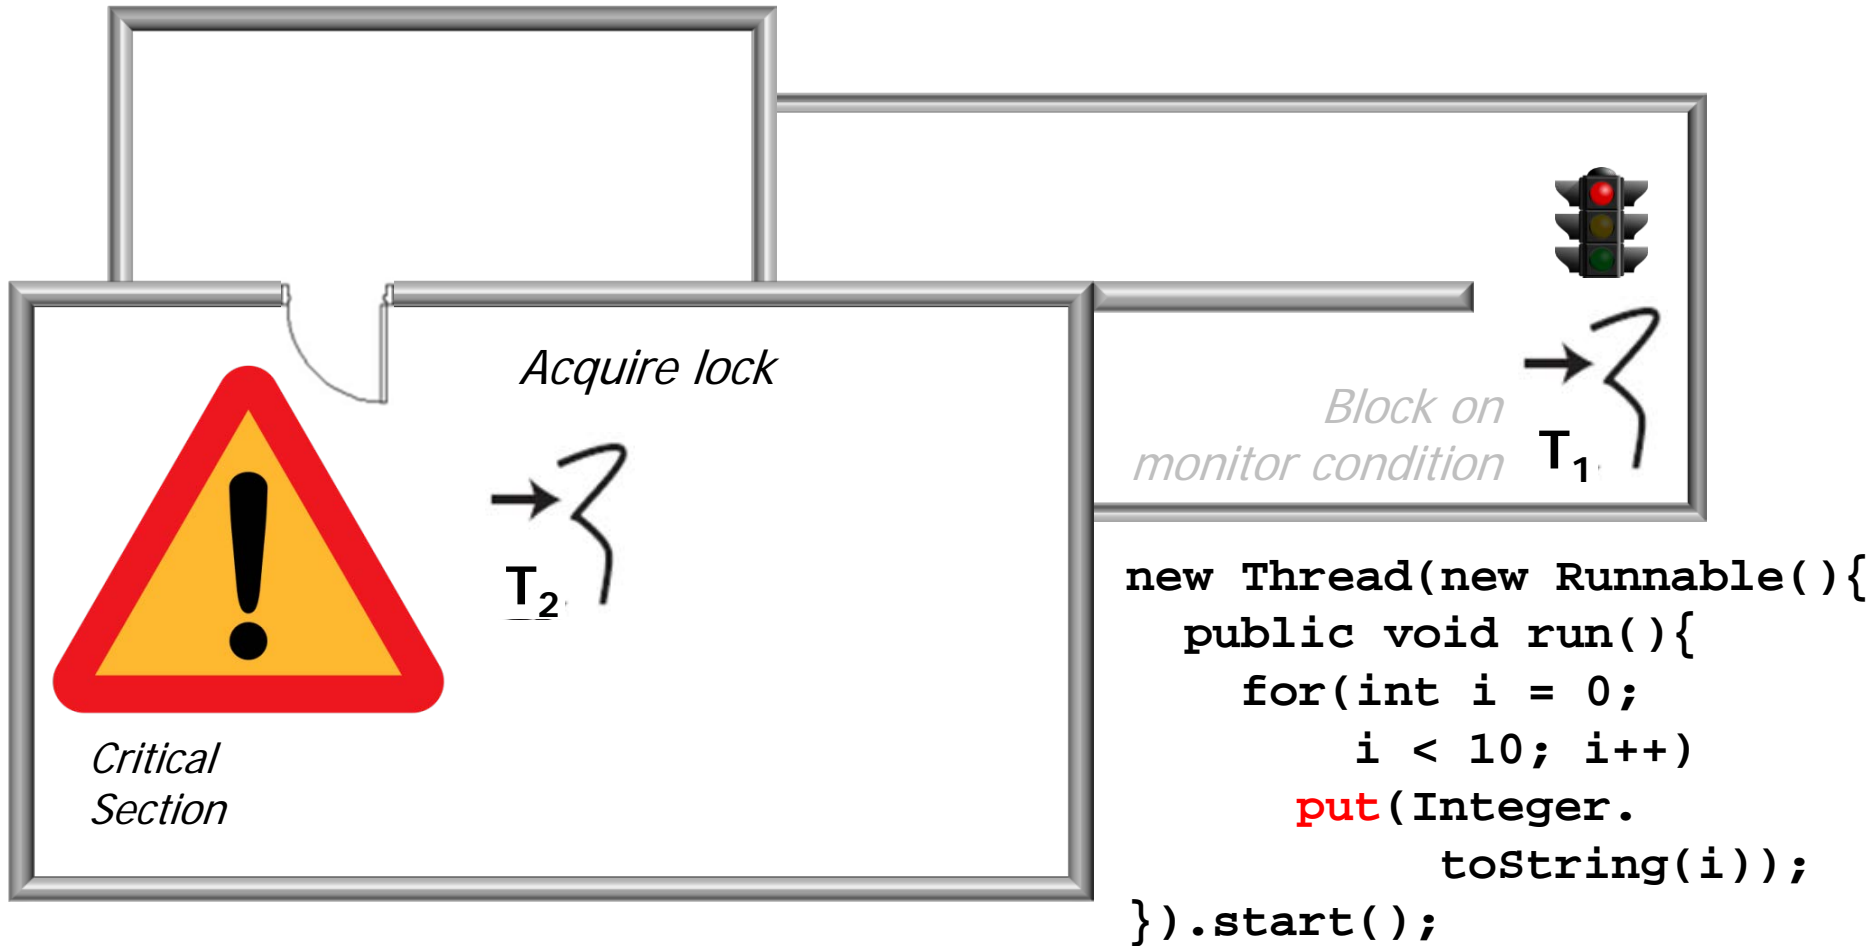 Acquire lock
Block on
monitor condition
T₁
T₂
Critical
Section
new Thread(new Runnable(){
public void run(){
for(int i = 0;
i < 10; i++)
put(Integer.
toString(i));
}).start();